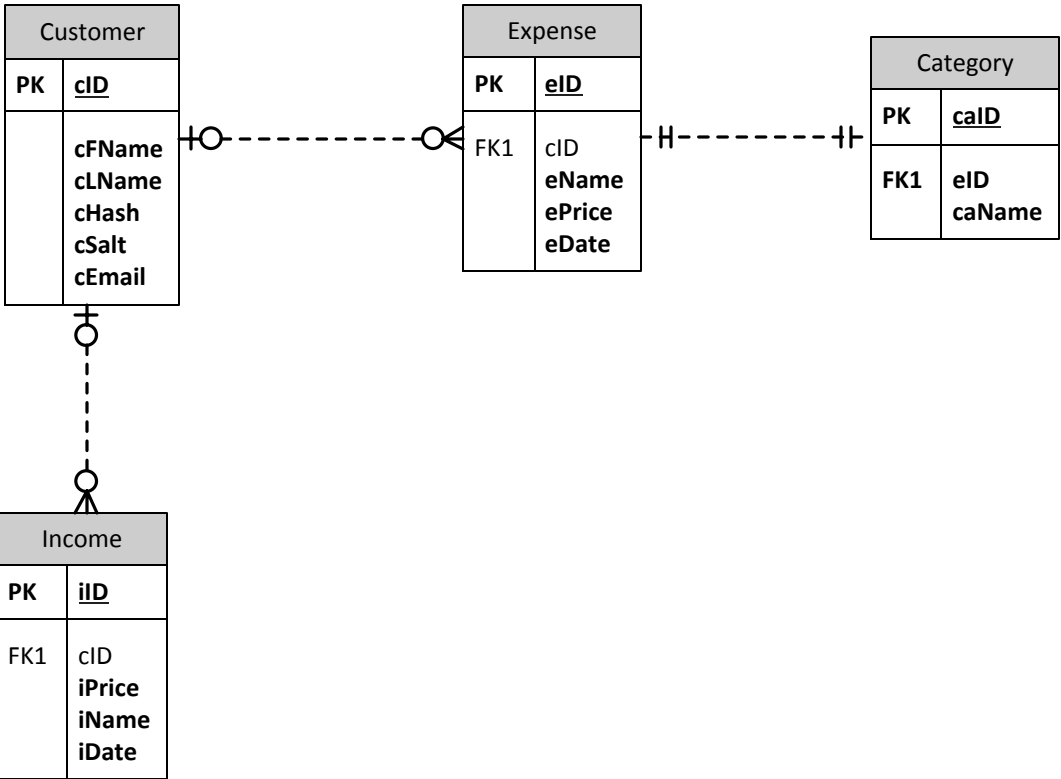 Customer
PK cID
cFName
cLName
cHash
cSalt
cEmail
Expense
PK eID
FK1 cID
eName
ePrice
eDate
Category
PK caID
FK1 eID
caName
Income
PK iID
FK1 cID
iPrice
iName
iDate